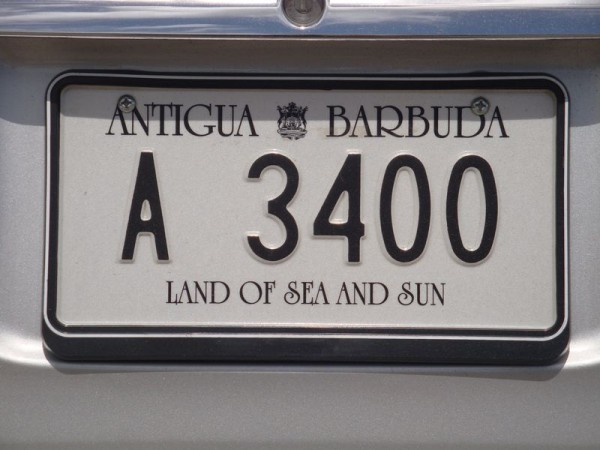 ANTIGUA BARBUDA
A 3400
LAND OF SEA AND SUN